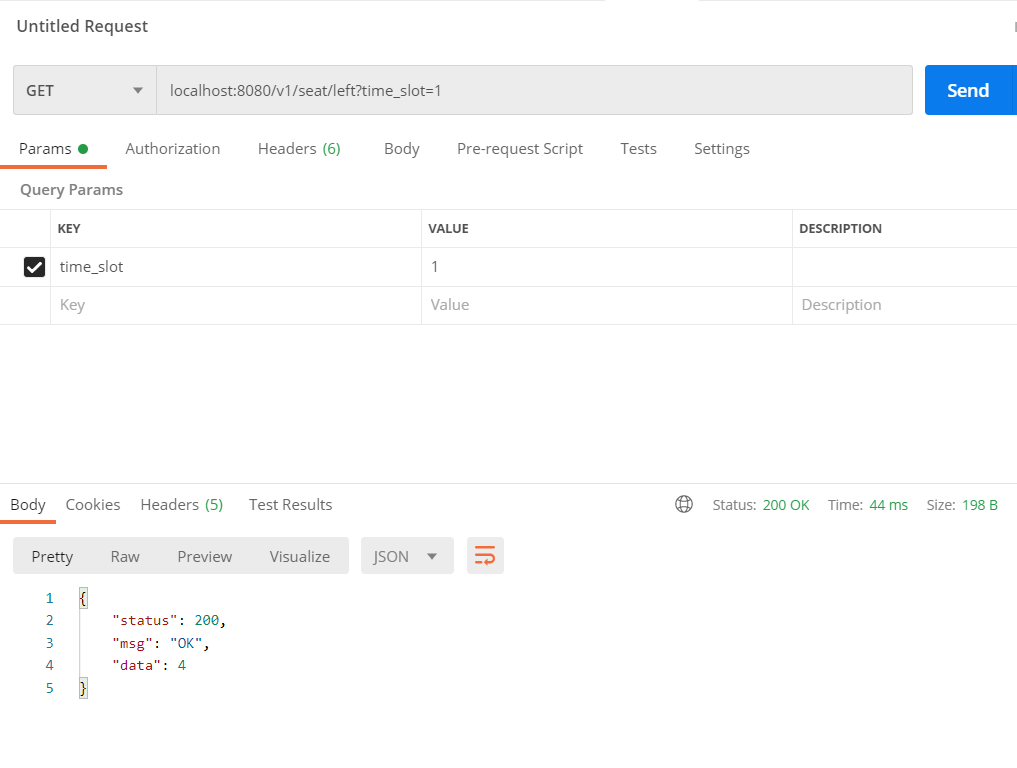 Untitled Request
GET localhost:8080/v1/seat/left?time_slot=1 Send
Params Authorization Headers (6) Body Pre-request Script Tests Settings
Query Params
KEY VALUE DESCRIPTION
time_slot 1
Key Value Description
Body Cookies Headers (5) Test Results Status: 200 OK Time: 44 ms Size: 198 B
Pretty Raw Preview Visualize JSON
1 {
2 "status": 200,
3 "msg": "OK",
4 "data": 4
5 }